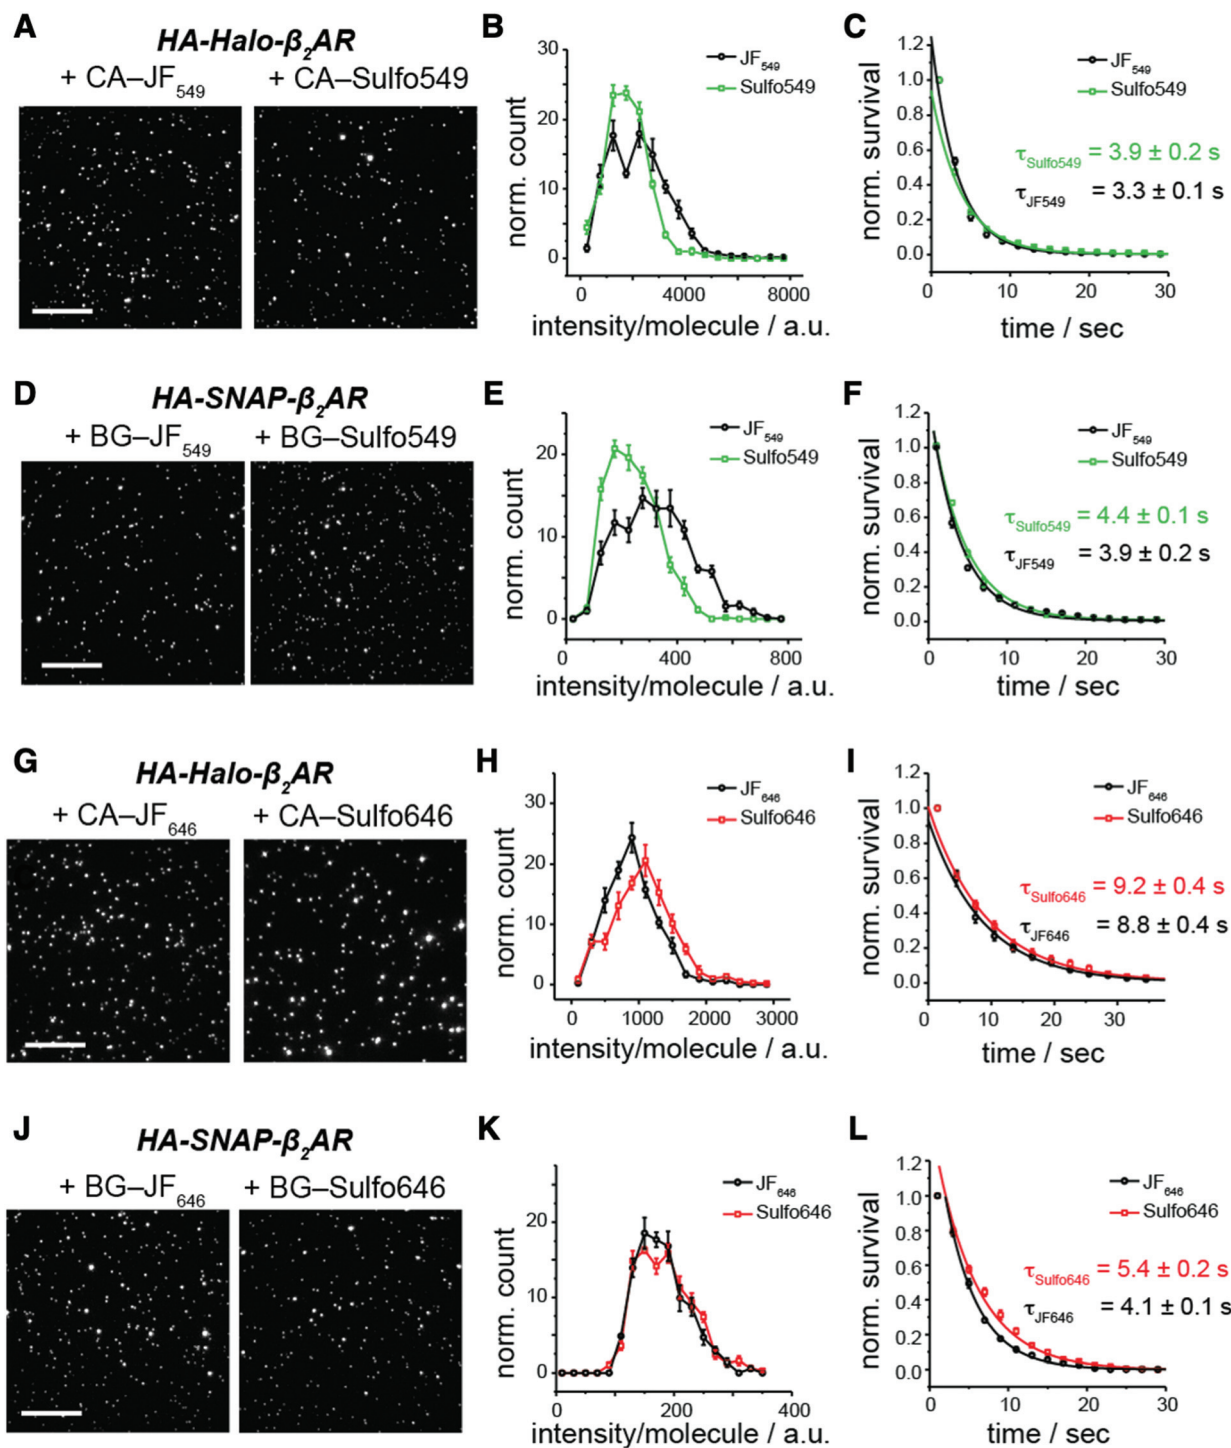 A
HA-Halo-β₂AR
+ CA–JF₅₄₉ + CA–Sulfo549
B
30
20
10
0
norm. count
JF₅₄₉
Sulfo549
0 4000 8000
intensity/molecule / a.u.
C
1.2
1.0
0.8
0.6
0.4
0.2
0.0
norm. survival
JF₅₄₉
Sulfo549
τSulfo549 = 3.9 ± 0.2 s
τJF549 = 3.3 ± 0.1 s
0 10 20 30
time / sec
D
HA-SNAP-β₂AR
+ BG–JF₅₄₉ + BG–Sulfo549
E
20
10
0
norm. count
JF₅₄₉
Sulfo549
0 400 800
intensity/molecule / a.u.
F
1.2
1.0
0.8
0.6
0.4
0.2
0.0
norm. survival
JF₅₄₉
Sulfo549
τSulfo549 = 4.4 ± 0.1 s
τJF549 = 3.9 ± 0.2 s
0 10 20 30
time / sec
G
HA-Halo-β₂AR
+ CA–JF₆₄₆ + CA–Sulfo646
H
30
20
10
0
norm. count
JF₆₄₆
Sulfo646
0 1000 2000 3000
intensity/molecule / a.u.
I
1.2
1.0
0.8
0.6
0.4
0.2
0.0
norm. survival
JF₆₄₆
Sulfo646
τSulfo646 = 9.2 ± 0.4 s
τJF646 = 8.8 ± 0.4 s
0 10 20 30
time / sec
J
HA-SNAP-β₂AR
+ BG–JF₆₄₆ + BG–Sulfo646
K
20
10
0
norm. count
JF₆₄₆
Sulfo646
0 200 400
intensity/molecule / a.u.
L
1.2
1.0
0.8
0.6
0.4
0.2
0.0
norm. survival
JF₆₄₆
Sulfo646
τSulfo646 = 5.4 ± 0.2 s
τJF646 = 4.1 ± 0.1 s
0 10 20 30
time / sec